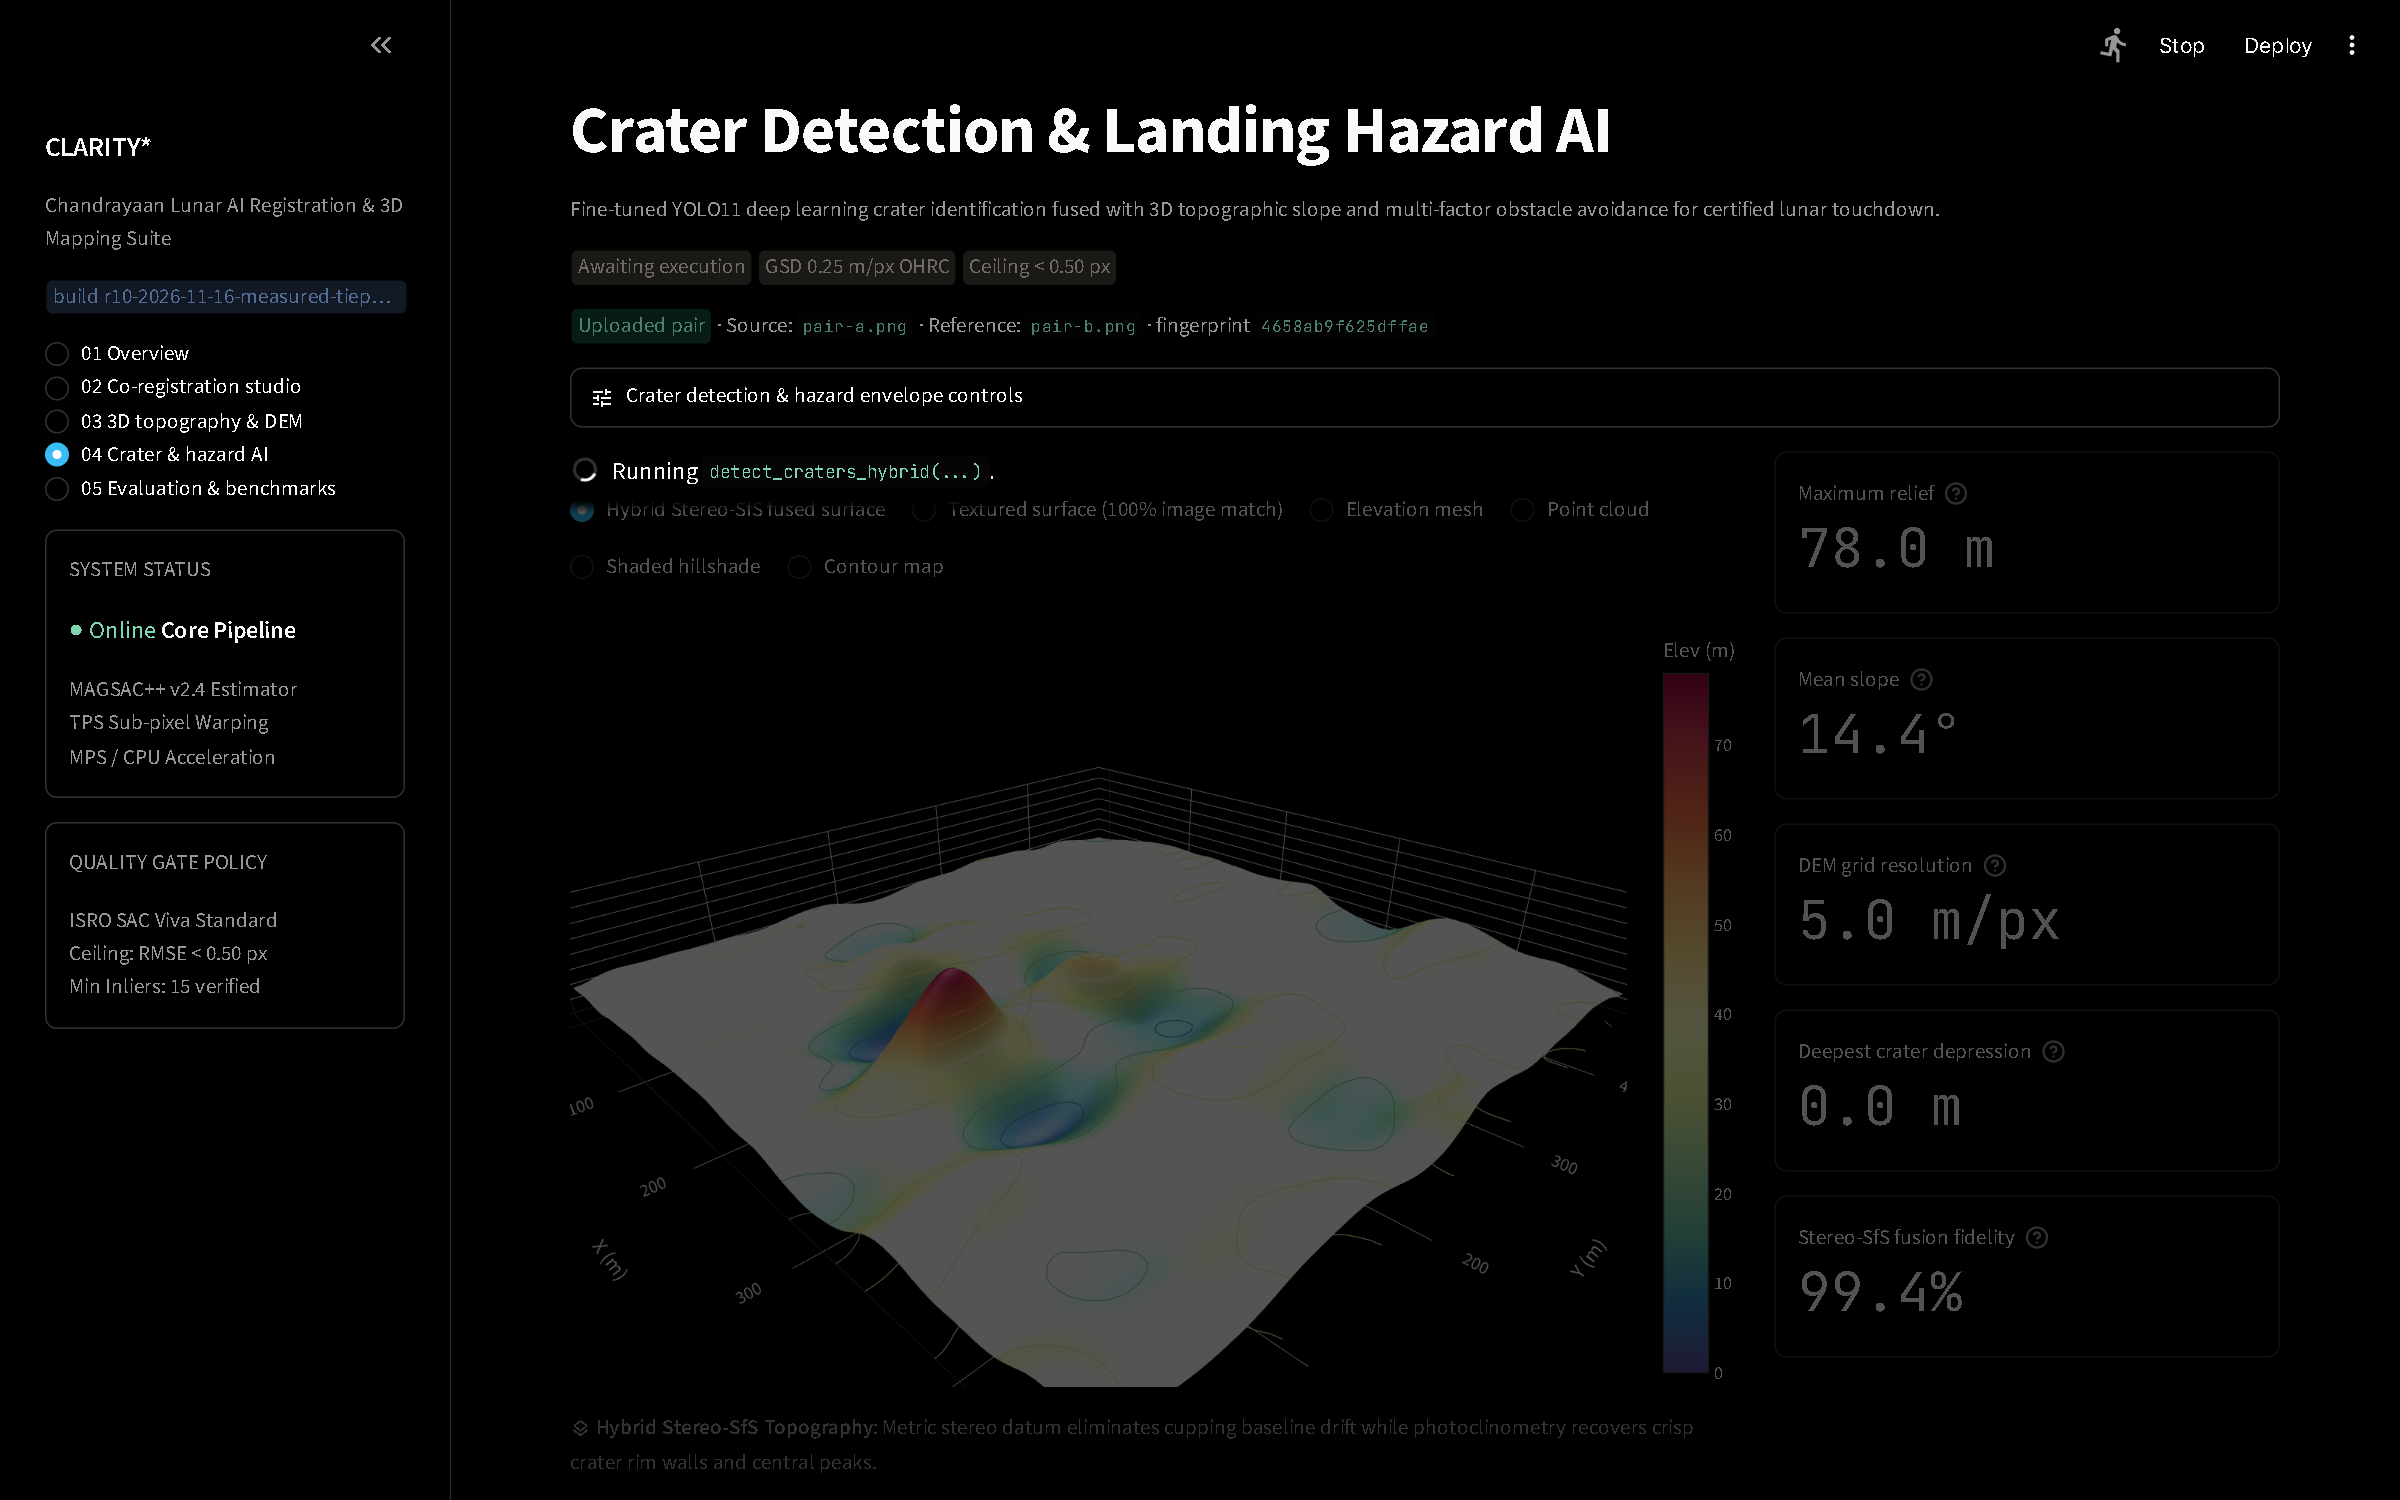 Stop
Deploy
CLARITY*
Chandrayaan Lunar AI Registration & 3D
Mapping Suite
build r10-2026-11-16-measured-tiep…
01 Overview
02 Co-registration studio
03 3D topography & DEM
04 Crater & hazard AI
05 Evaluation & benchmarks
SYSTEM STATUS
Online Core Pipeline
MAGSAC++ v2.4 Estimator
TPS Sub-pixel Warping
MPS / CPU Acceleration
QUALITY GATE POLICY
ISRO SAC Viva Standard
Ceiling: RMSE < 0.50 px
Min Inliers: 15 verified
Crater Detection & Landing Hazard AI
Fine-tuned YOLO11 deep learning crater identification fused with 3D topographic slope and multi-factor obstacle avoidance for certified lunar touchdown.
Awaiting execution GSD 0.25 m/px OHRC Ceiling < 0.50 px
Uploaded pair · Source: pair-a.png · Reference: pair-b.png · fingerprint 4658ab9f625dffae
Crater detection & hazard envelope controls
Running detect_craters_hybrid(...).
Hybrid Stereo-SfS fused surface Textured surface (100% image match) Elevation mesh Point cloud
Shaded hillshade Contour map
Elev (m)
70
60
50
40
30
20
10
0
100
200
300
X (m)
4
300
200
Y (m)
Maximum relief
78.0 m
Mean slope
14.4°
DEM grid resolution
5.0 m/px
Deepest crater depression
0.0 m
Stereo-SfS fusion fidelity
99.4%
Hybrid Stereo-SfS Topography: Metric stereo datum eliminates cupping baseline drift while photoclinometry recovers crisp
crater rim walls and central peaks.